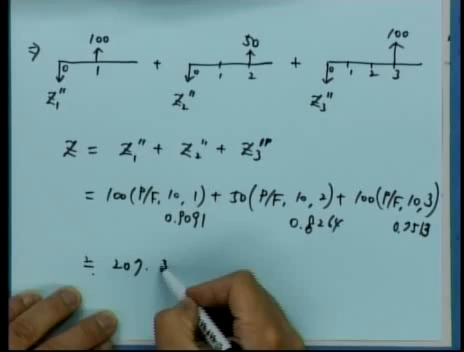 ⇒ 100 + 50 + 100
0 1 0 1 2 0 1 2 3
Z₁'' Z₂'' Z₃''
Z = Z₁'' + Z₂'' + Z₃''
= 100(P/F, 10, 1) + 50(P/F, 10, 2) + 100(P/F, 10, 3)
0.9091 0.8264 0.7513
≒ 207. 3